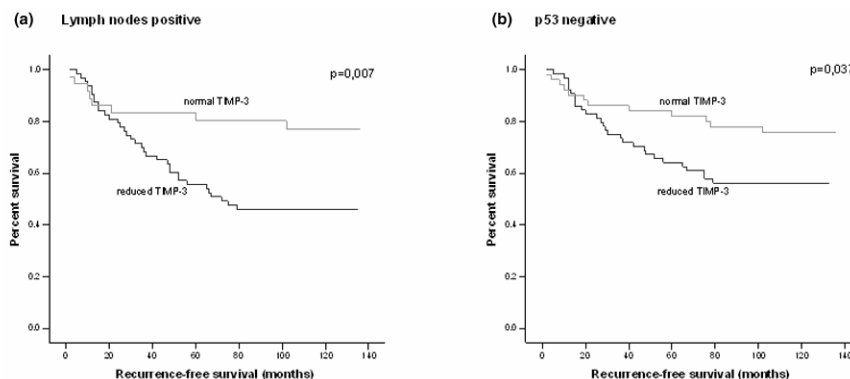 (a) Lymph nodes positive
p=0,007
1.0
normal TIMP-3
0.8
0.6
reduced TIMP-3
0.4
0.2
0.0
Percent survival
0 20 40 60 80 100 120 140
Recurrence-free survival (months)
(b) p53 negative
p=0,037
1.0
normal TIMP-3
0.8
0.6
reduced TIMP-3
0.4
0.2
0.0
Percent survival
0 20 40 60 80 100 120 140
Recurrence-free survival (months)